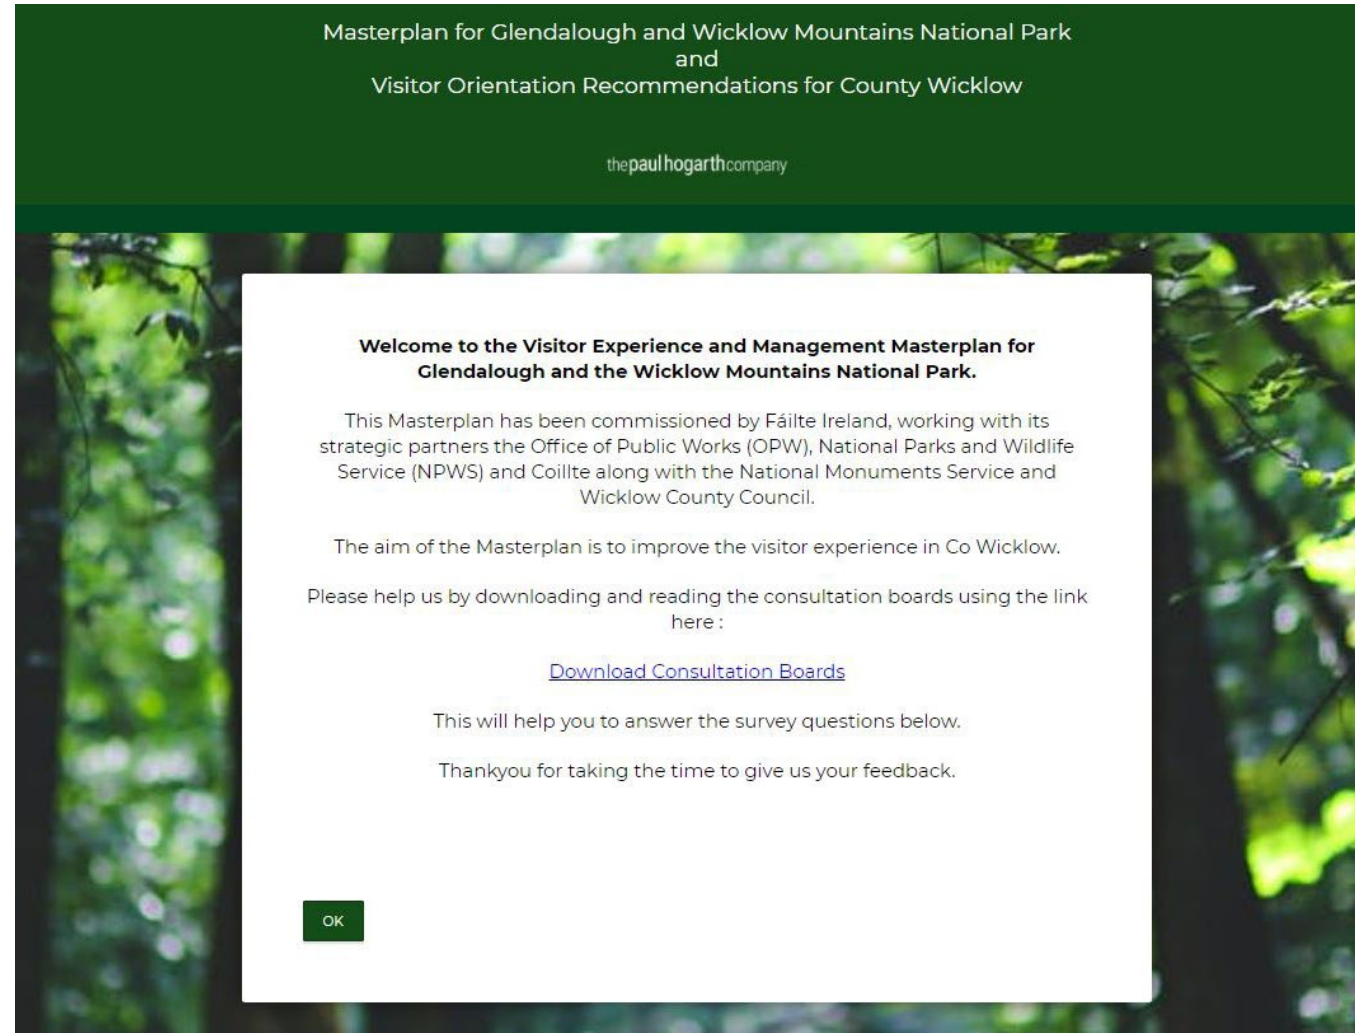 Masterplan for Glendalough and Wicklow Mountains National Park
and
Visitor Orientation Recommendations for County Wicklow
thepaulhogarthcompany
Welcome to the Visitor Experience and Management Masterplan for
Glendalough and the Wicklow Mountains National Park.
This Masterplan has been commissioned by Fáilte Ireland, working with its
strategic partners the Office of Public Works (OPW), National Parks and Wildlife
Service (NPWS) and Coillte along with the National Monuments Service and
Wicklow County Council.
The aim of the Masterplan is to improve the visitor experience in Co Wicklow.
Please help us by downloading and reading the consultation boards using the link
here :
Download Consultation Boards
This will help you to answer the survey questions below.
Thankyou for taking the time to give us your feedback.
OK